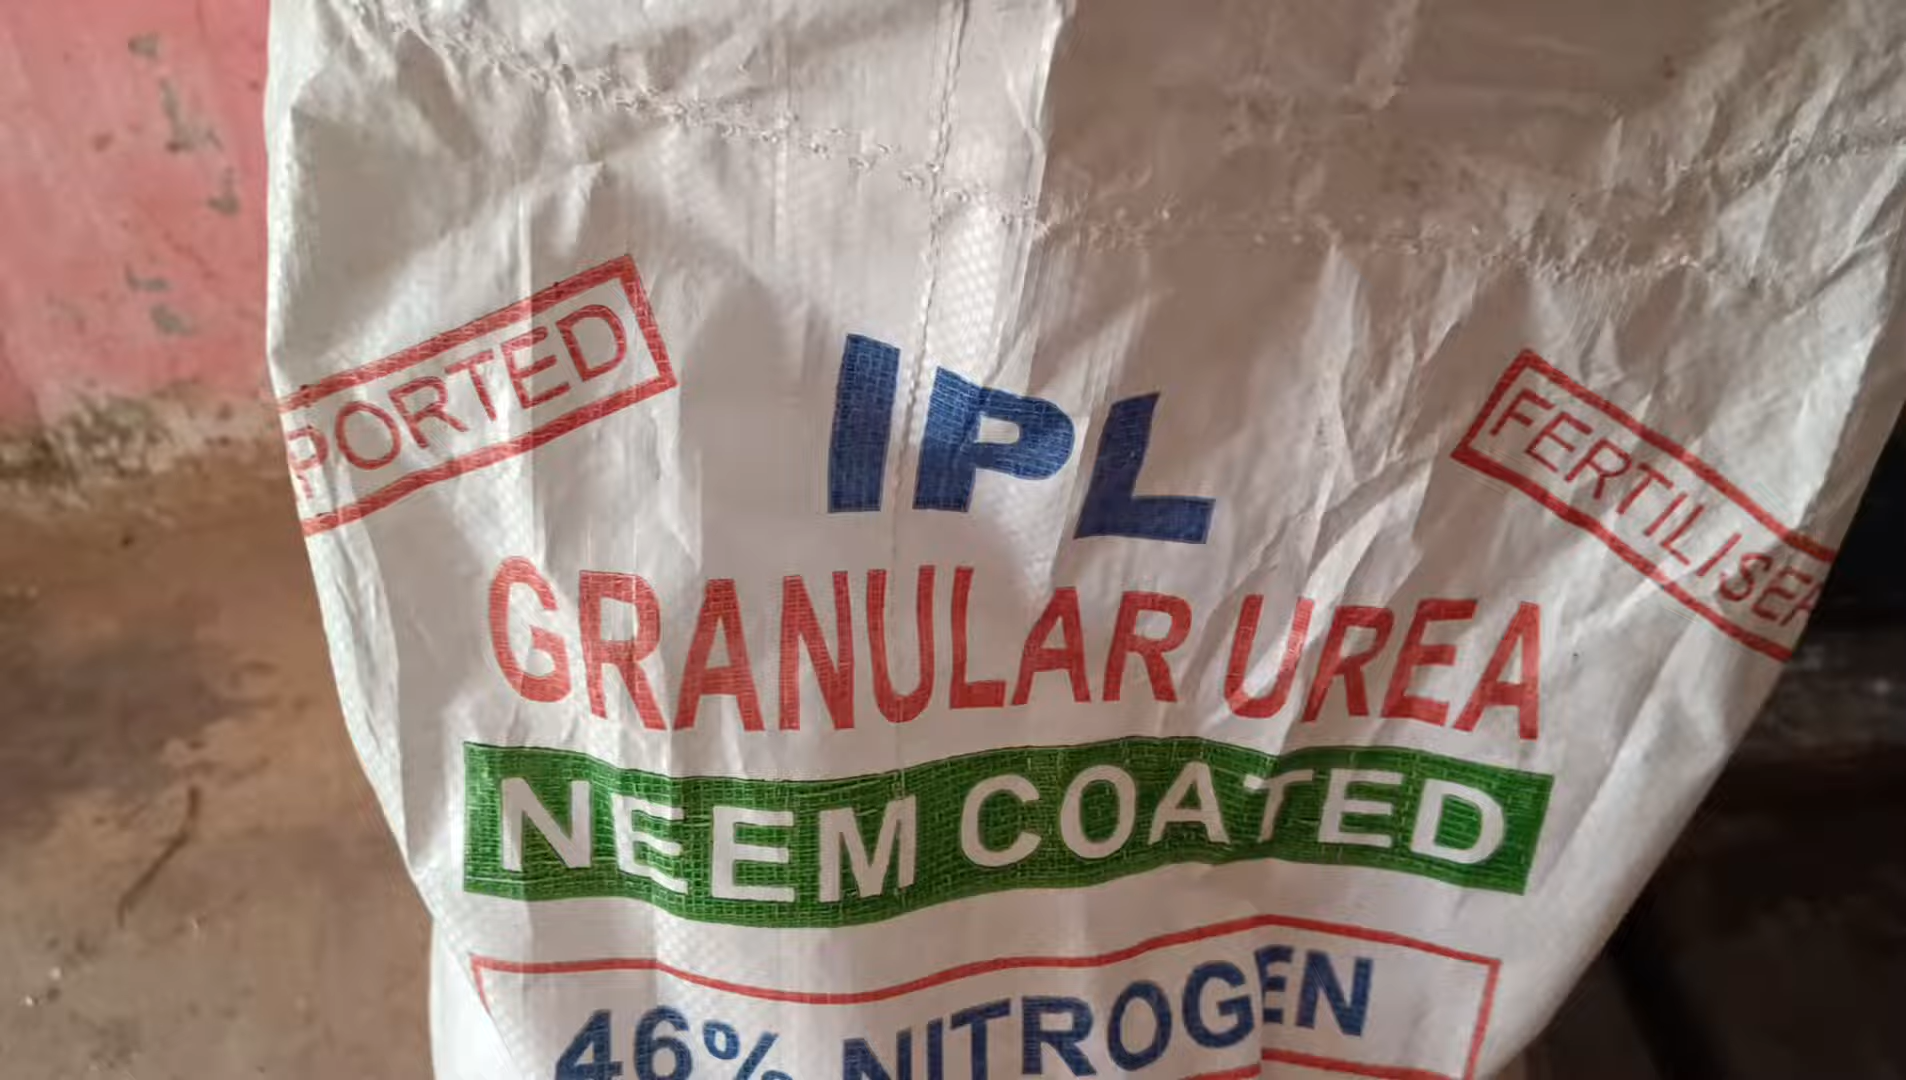 PORTED
IPL
FERTILISER
GRANULAR UREA
NEEM COATED
46% NITROGEN